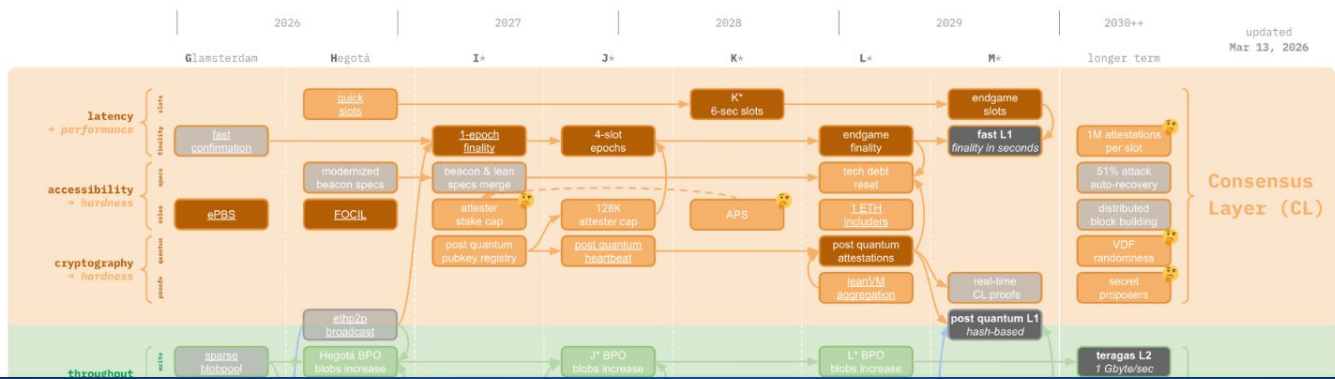 2026
2027
2028
2029
2030++
updated
Mar 13, 2026
Glamsterdam
Hegotá
I*
J*
K*
L*
M*
longer term
latency
→ performance
slots
finality
quick
slots
K*
6-sec slots
endgame
slots
fast
confirmation
1-epoch
finality
4-slot
epochs
endgame
finality
fast L1
finality in seconds
1M attestations
per slot
accessibility
→ hardness
specs
roles
modernized
beacon specs
beacon & lean
specs merge
tech debt
reset
51% attack
auto-recovery
ePBS
FOCIL
attester
stake cap
128K
attester cap
APS
1 ETH
includers
distributed
block building
Consensus
Layer (CL)
cryptography
→ hardness
quantum
proofs
post quantum
pubkey registry
post quantum
heartbeat
post quantum
attestations
VDF
randomness
leanVM
aggregation
real-time
CL proofs
secret
proposers
ethp2p
broadcast
post quantum L1
hash-based
throughput
sparse
blobpool
Hegotá BPO
blobs increase
J* BPO
blobs increase
L* BPO
blobs increase
teragas L2
1 Gbyte/sec